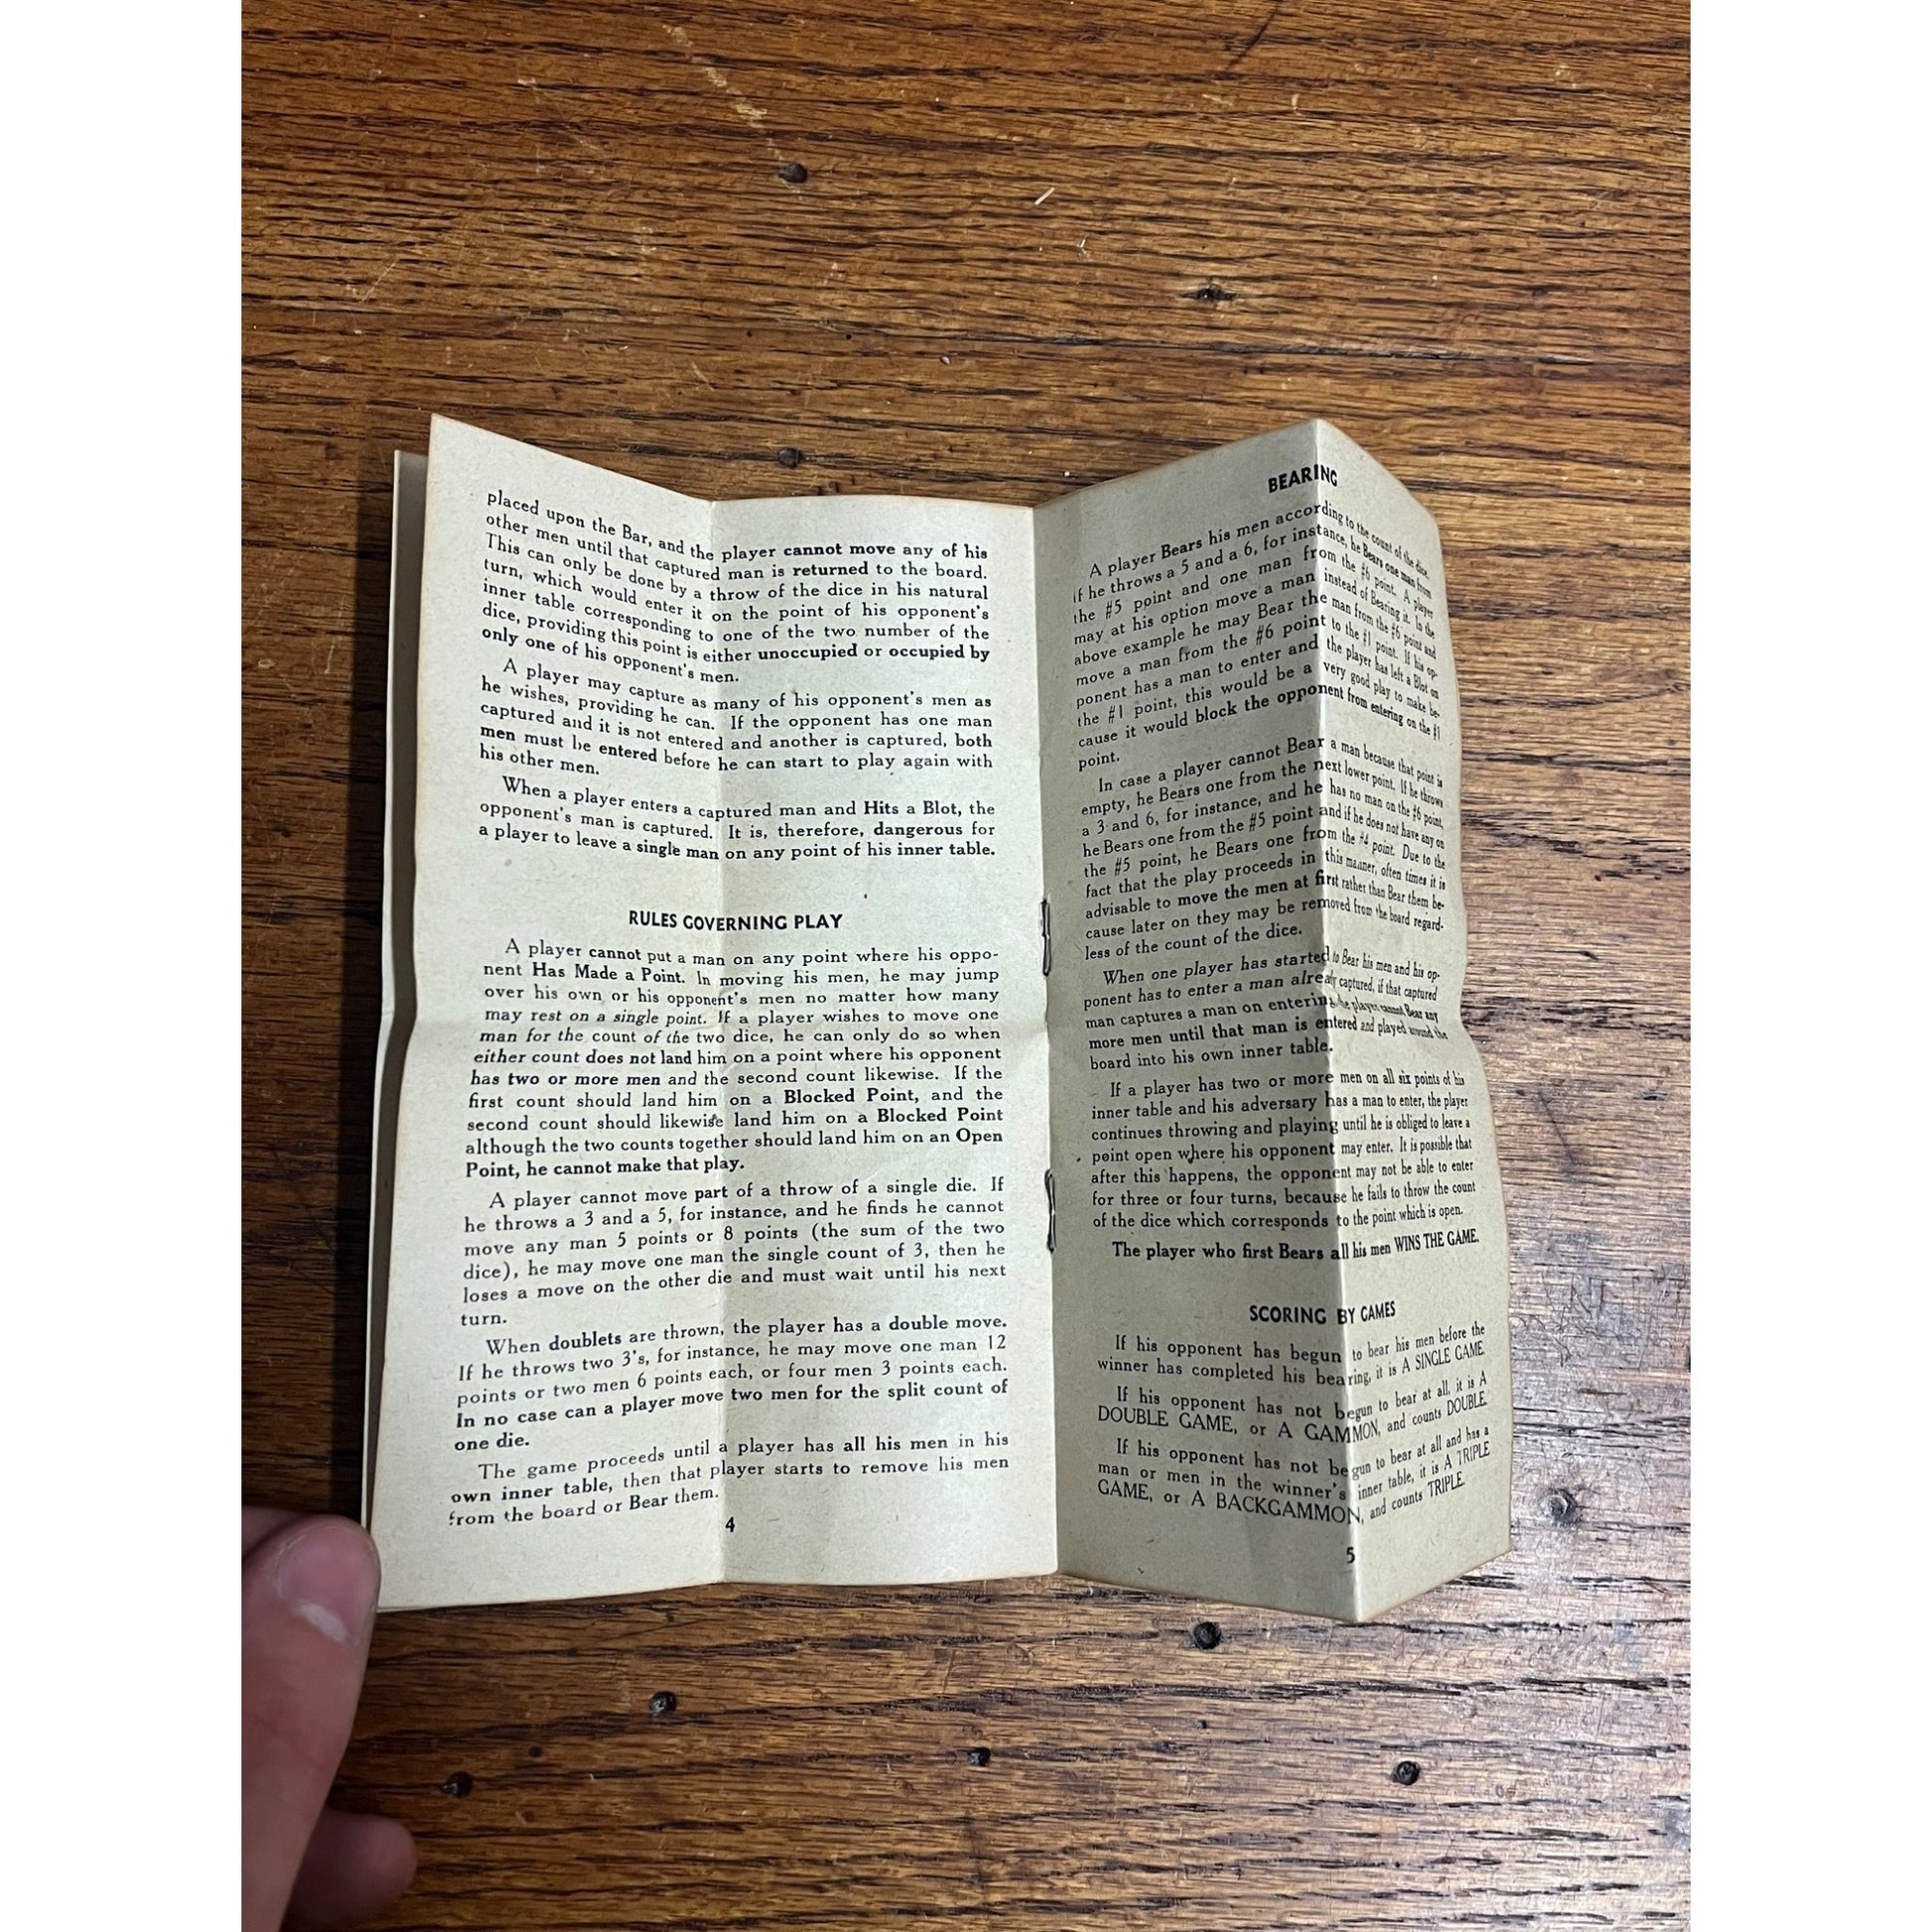 placed upon the Bar, and the player cannot move any of his
other men until that captured man is returned to the board.
This can only be done by a throw of the dice in his natural
turn, which would enter it on the point of his opponent's
inner table corresponding to one of the two number of the
dice, providing this point is either unoccupied or occupied by
only one of his opponent's men.
A player may capture as many of his opponent's men as
he wishes, providing he can. If the opponent has one man
captured and it is not entered and another is captured, both
men must be entered before he can start to play again with
his other men.
When a player enters a captured man and Hits a Blot, the
opponent's man is captured. It is, therefore, dangerous for
a player to leave a single man on any point of his inner table.
RULES GOVERNING PLAY
A player cannot put a man on any point where his oppo-
nent Has Made a Point. In moving his men, he may jump
over his own or his opponent's men no matter how many
may rest on a single point. If a player wishes to move one
man for the count of the two dice, he can only do so when
either count does not land him on a point where his opponent
has two or more men and the second count likewise. If the
first count should land him on a Blocked Point, and the
second count should likewise land him on a Blocked Point
although the two counts together should land him on an Open
Point, he cannot make that play.
A player cannot move part of a throw of a single die. If
he throws a 3 and a 5, for instance, and he finds he cannot
move any man 5 points or 8 points (the sum of the two
dice), he may move one man the single count of 3, then he
loses a move on the other die and must wait until his next
turn.
When doublets are thrown, the player has a double move.
If he throws two 3's, for instance, he may move one man 12
points or two men 6 points each, or four men 3 points each.
In no case can a player move two men for the split count of
one die.
The game proceeds until a player has all his men in his
own inner table, then that player starts to remove his men
from the board or Bear them.
4
BEARING
A player Bears his men according to the count of the dice.
If he throws a 5 and a 6, for instance, he Bears one man from
the #5 point and one man from the #6 point. A player
may at his option move a man instead of Bearing it. In the
above example he may Bear the man from the #6 point and
move a man from the #6 point to the #1 point. If his op-
ponent has a man to enter and the player has left a Blot on
the #1 point, this would be a very good play to make be-
cause it would block the opponent from entering on the #1
point.
In case a player cannot Bear a man because that point is
empty, he Bears one from the next lower point. If he throws
a 3 and 6, for instance, and he has no man on the #6 point,
he Bears one from the #5 point and if he does not have any on
the #5 point, he Bears one from the #4 point. Due to the
fact that the play proceeds in this manner, often times it is
advisable to move the men at first rather than Bear them be-
cause later on they may be removed from the board regard-
less of the count of the dice.
When one player has started to Bear his men and his op-
ponent has to enter a man already captured, if that captured
man captures a man on entering, the player cannot Bear any
more men until that man is entered and played around the
board into his own inner table.
If a player has two or more men on all six points of his
inner table and his adversary has a man to enter, the player
continues throwing and playing until he is obliged to leave a
point open where his opponent may enter. It is possible that
after this happens, the opponent may not be able to enter
for three or four turns, because he fails to throw the count
of the dice which corresponds to the point which is open.
The player who first Bears all his men WINS THE GAME.
SCORING BY GAMES
If his opponent has begun to bear his men before the
winner has completed his bearing, it is A SINGLE GAME.
If his opponent has not begun to bear at all, it is A
DOUBLE GAME, or A GAMMON, and counts DOUBLE.
If his opponent has not begun to bear at all and has a
man or men in the winner's inner table, it is A TRIPLE
GAME, or A BACKGAMMON, and counts TRIPLE.
5